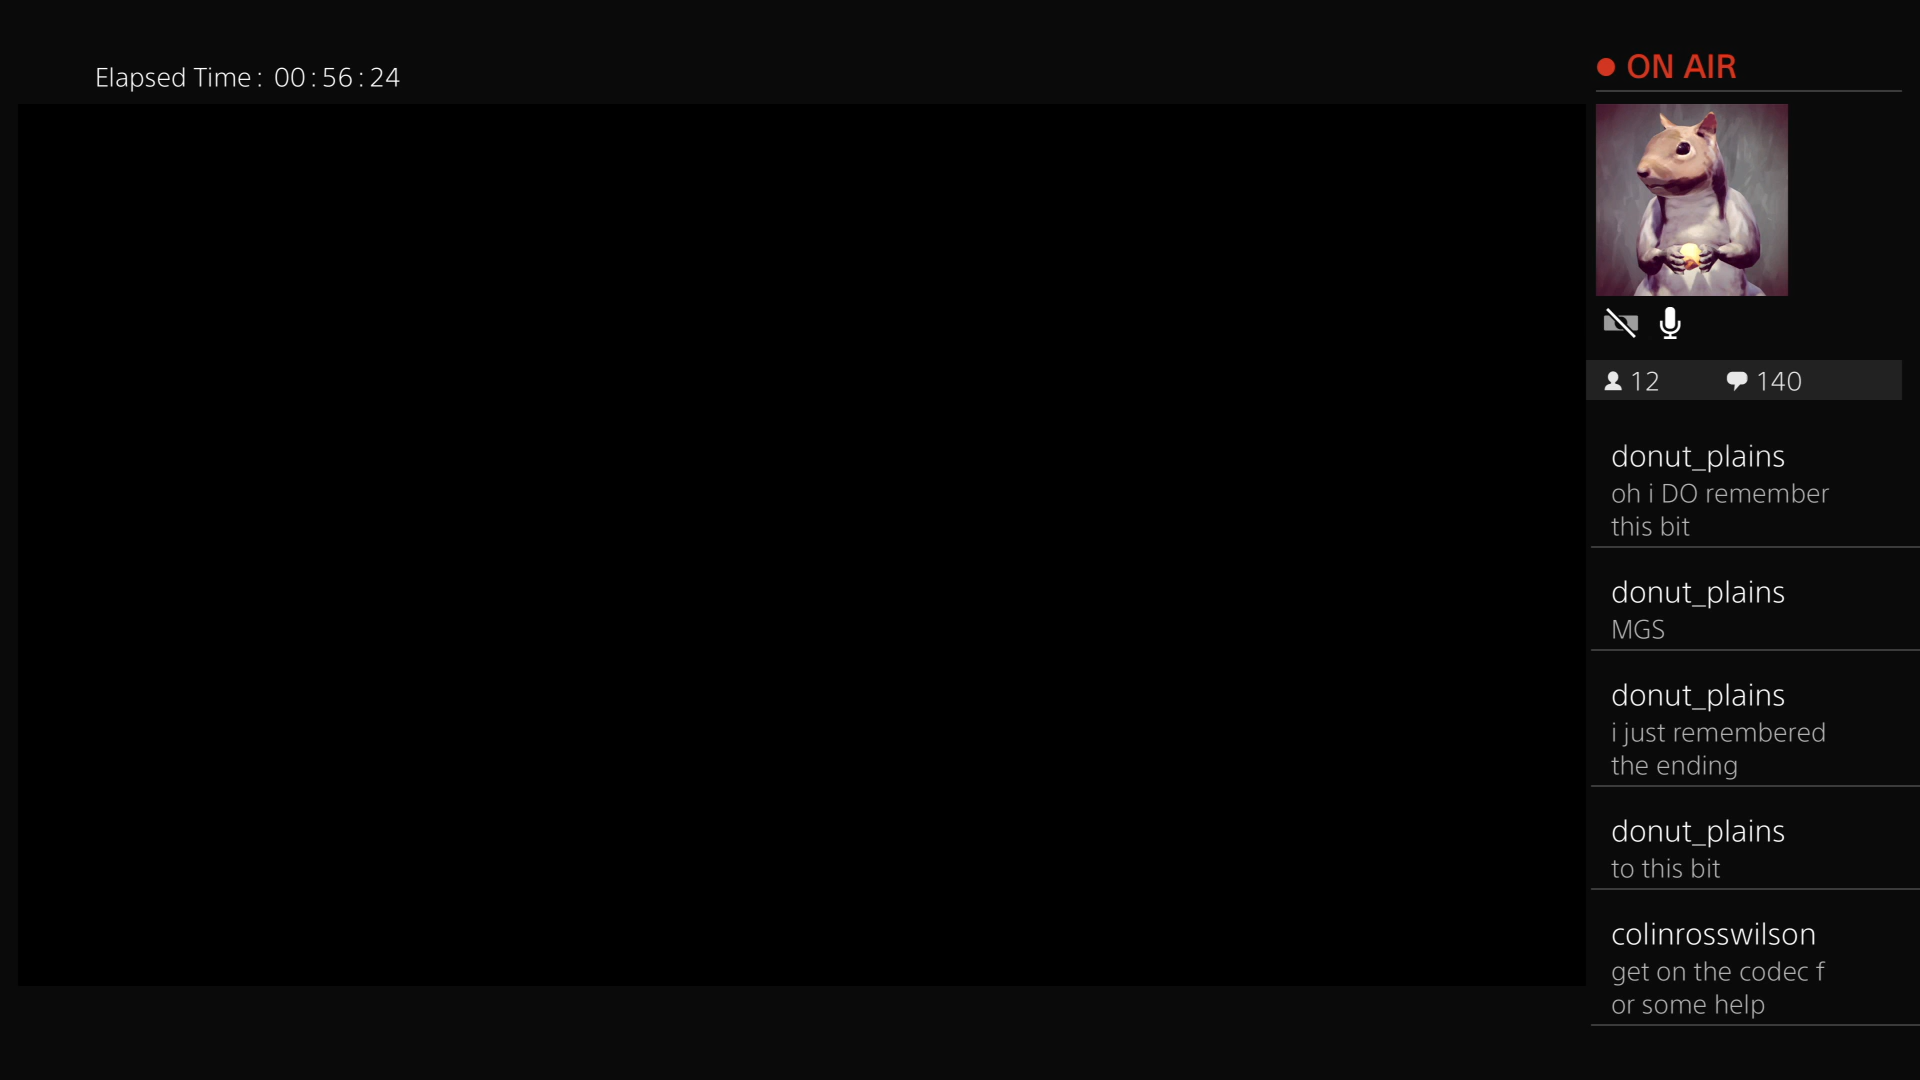 Elapsed Time: 00:56:24
ON AIR
12 140
donut_plains
oh i DO remember
this bit
donut_plains
MGS
donut_plains
i just remembered
the ending
donut_plains
to this bit
colinrosswilson
get on the codec f
or some help